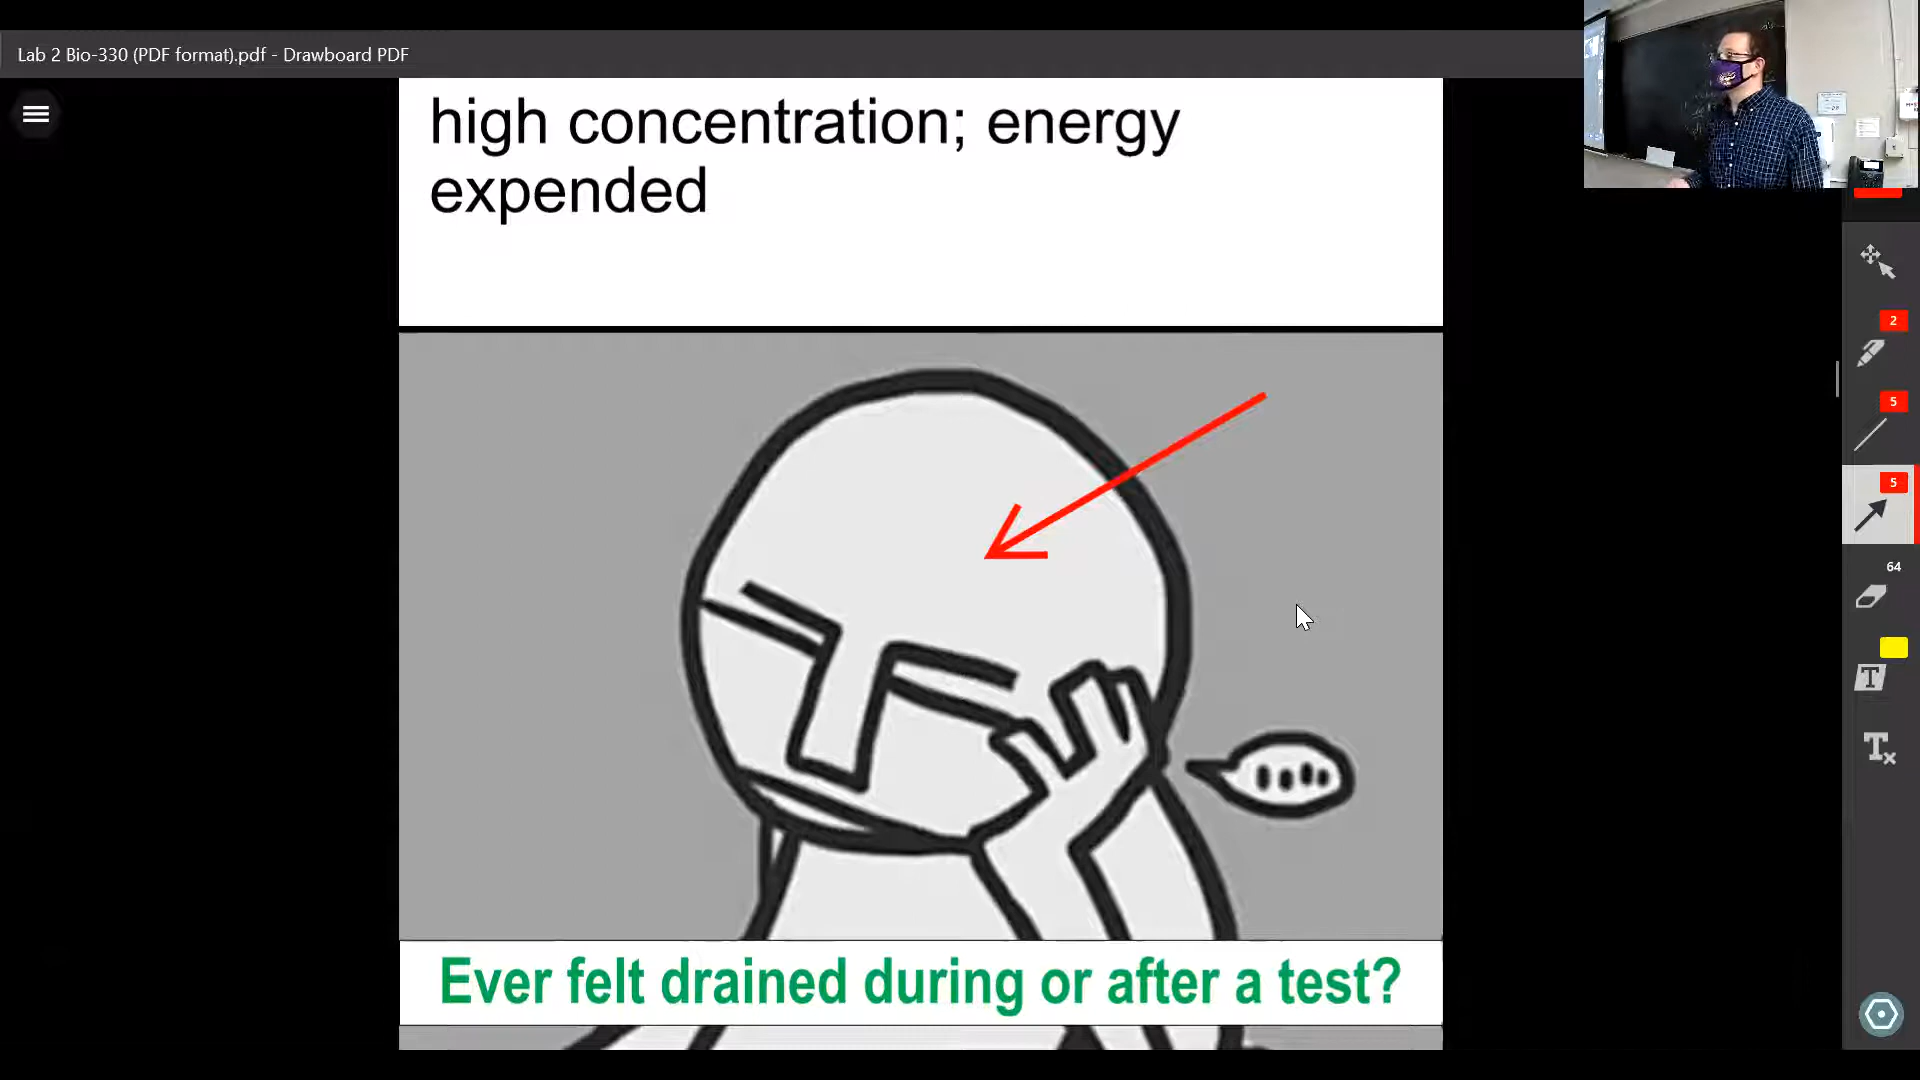 Lab 2 Bio-330 (PDF format).pdf - Drawboard PDF
high concentration; energy
expended
2
5
5
64
T
Tx
Ever felt drained during or after a test?